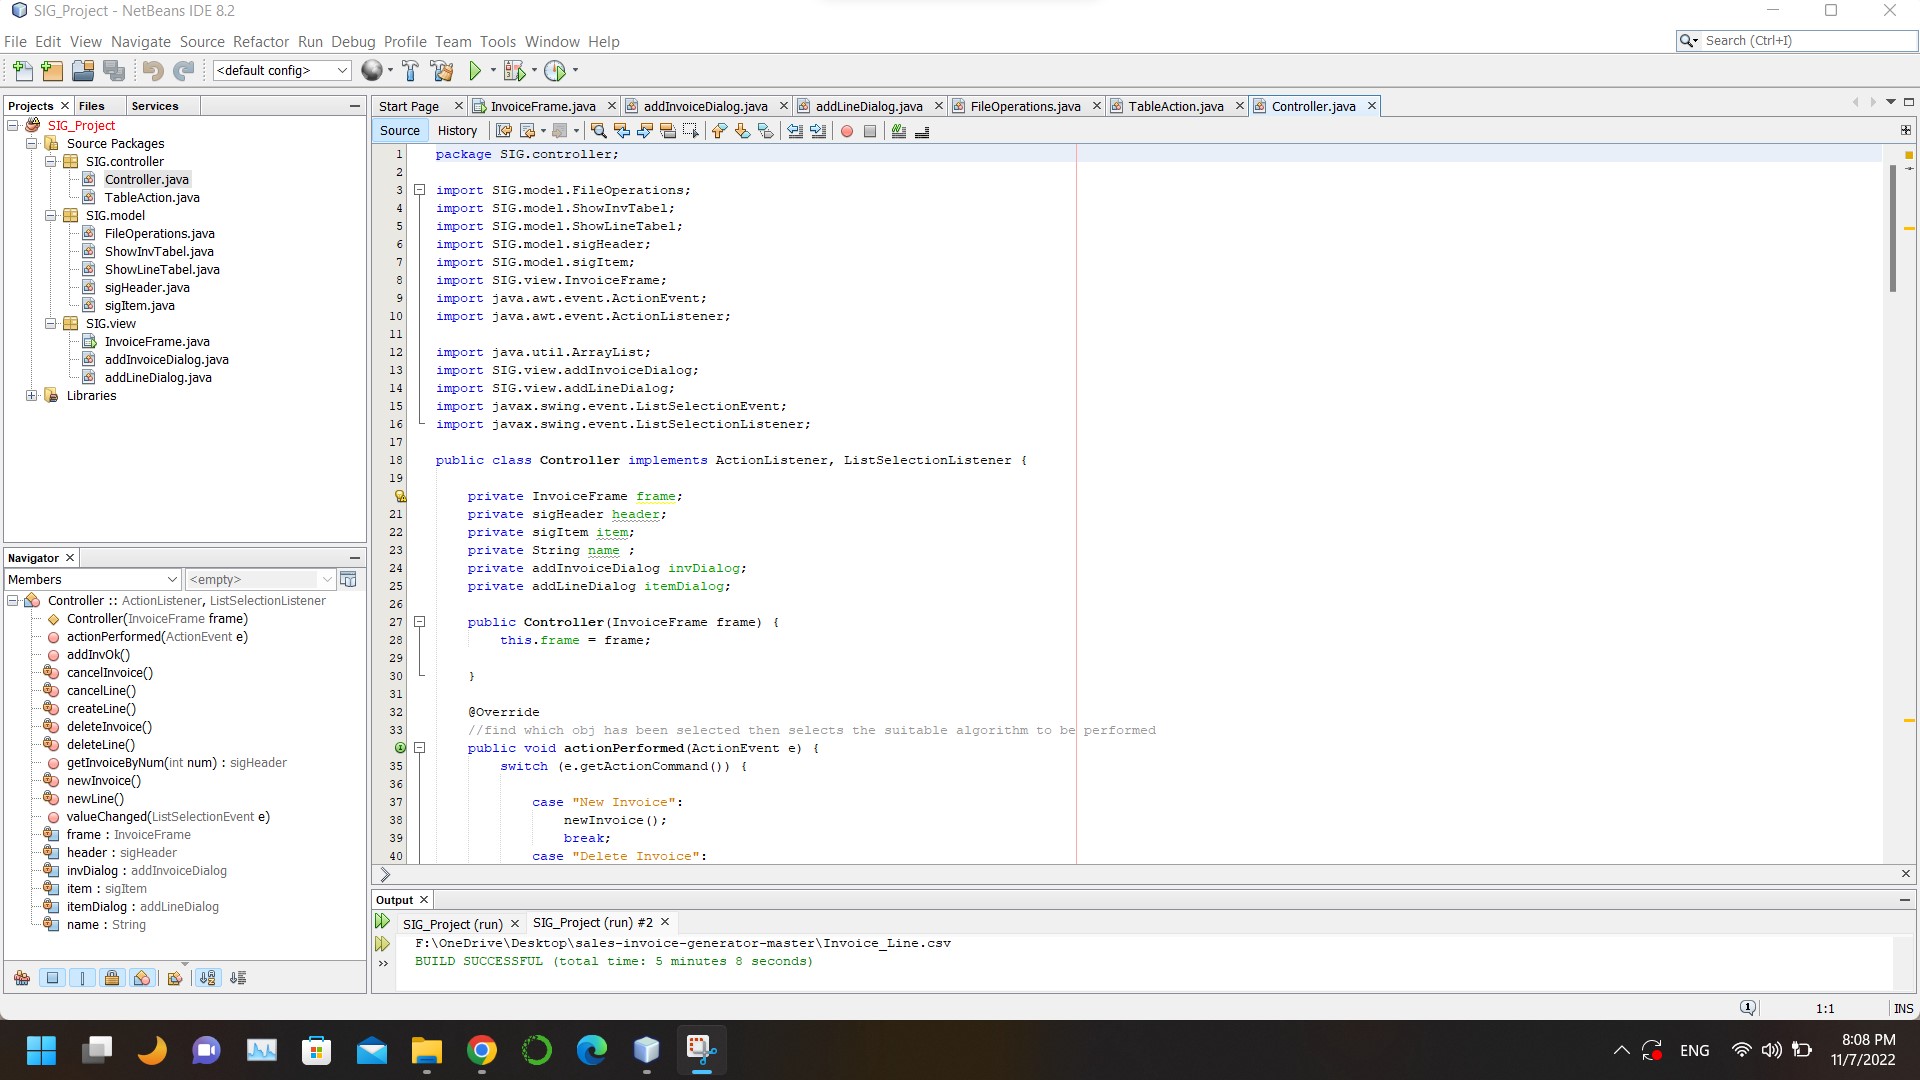 SIG_Project - NetBeans IDE 8.2
File Edit View Navigate Source Refactor Run Debug Profile Team Tools Window Help
Search (Ctrl+I)
<default config>
Projects Files Services
SIG_Project
Source Packages
SIG.controller
Controller.java
TableAction.java
SIG.model
FileOperations.java
ShowInvTabel.java
ShowLineTabel.java
sigHeader.java
sigItem.java
SIG.view
InvoiceFrame.java
addInvoiceDialog.java
addLineDialog.java
Libraries
Navigator
Members <empty>
Controller :: ActionListener, ListSelectionListener
Controller(InvoiceFrame frame)
actionPerformed(ActionEvent e)
addInvOk()
cancelInvoice()
cancelLine()
createLine()
deleteInvoice()
deleteLine()
getInvoiceByNum(int num) : sigHeader
newInvoice()
newLine()
valueChanged(ListSelectionEvent e)
frame : InvoiceFrame
header : sigHeader
invDialog : addInvoiceDialog
item : sigItem
itemDialog : addLineDialog
name : String
Start Page InvoiceFrame.java addInvoiceDialog.java addLineDialog.java FileOperations.java TableAction.java Controller.java
Source History
1 package SIG.controller;
2
3 import SIG.model.FileOperations;
4 import SIG.model.ShowInvTabel;
5 import SIG.model.ShowLineTabel;
6 import SIG.model.sigHeader;
7 import SIG.model.sigItem;
8 import SIG.view.InvoiceFrame;
9 import java.awt.event.ActionEvent;
10 import java.awt.event.ActionListener;
11
12 import java.util.ArrayList;
13 import SIG.view.addInvoiceDialog;
14 import SIG.view.addLineDialog;
15 import javax.swing.event.ListSelectionEvent;
16 import javax.swing.event.ListSelectionListener;
17
18 public class Controller implements ActionListener, ListSelectionListener {
19
private InvoiceFrame frame;
21 private sigHeader header;
22 private sigItem item;
23 private String name ;
24 private addInvoiceDialog invDialog;
25 private addLineDialog itemDialog;
26
27 public Controller(InvoiceFrame frame) {
28 this.frame = frame;
29
30 }
31
32 @Override
33 //find which obj has been selected then selects the suitable algorithm to be performed
public void actionPerformed(ActionEvent e) {
35 switch (e.getActionCommand()) {
36
37 case "New Invoice":
38 newInvoice();
39 break;
40 case "Delete Invoice":
Output
SIG_Project (run) SIG_Project (run) #2
F:\OneDrive\Desktop\sales-invoice-generator-master\Invoice_Line.csv
BUILD SUCCESSFUL (total time: 5 minutes 8 seconds)
1:1 INS
ENG
8:08 PM
11/7/2022